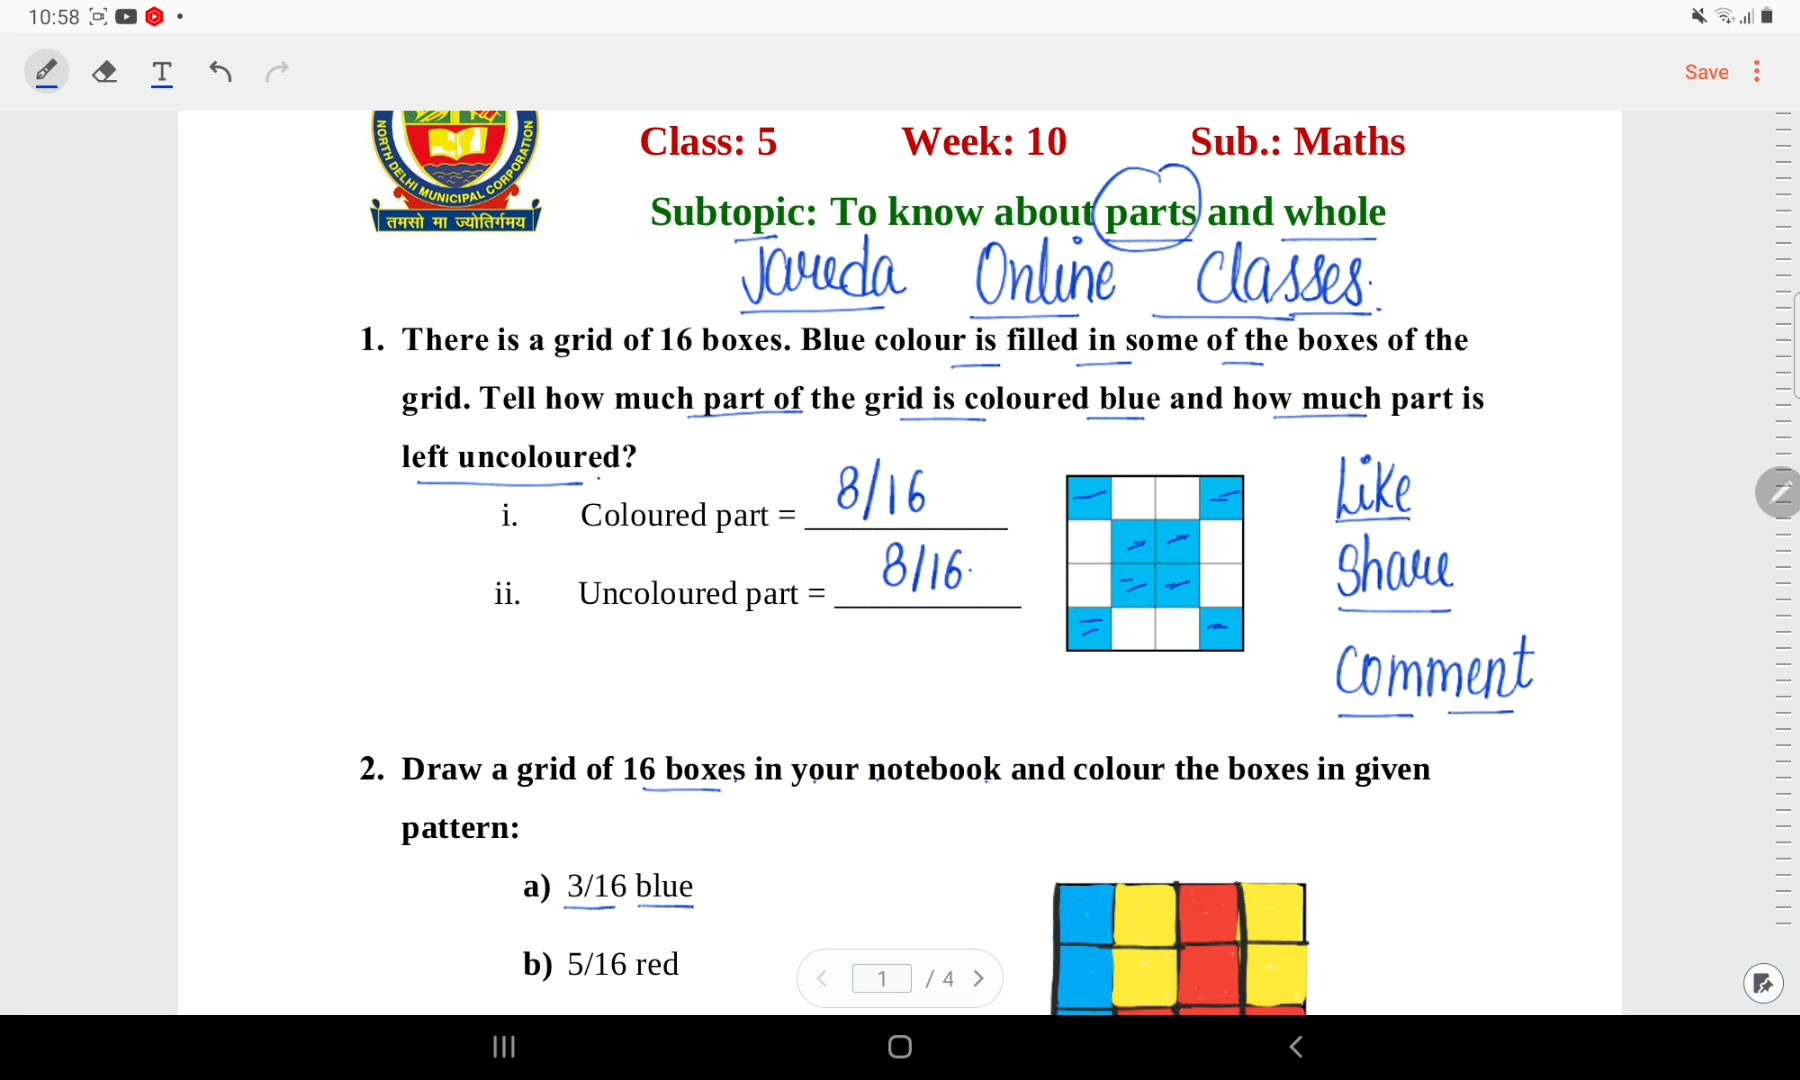 10:58
Save
NORTH DELHI MUNICIPAL CORPORATION
तमसो मा ज्योतिर्गमय
Class: 5 Week: 10 Sub.: Maths
Subtopic: To know about parts and whole
Jareda Online Classes.
1. There is a grid of 16 boxes. Blue colour is filled in some of the boxes of the
grid. Tell how much part of the grid is coloured blue and how much part is
left uncoloured?
i. Coloured part = 8/16
ii. Uncoloured part = 8/16.
Like
Share
Comment
2. Draw a grid of 16 boxes in your notebook and colour the boxes in given
pattern:
a) 3/16 blue
b) 5/16 red
1 / 4